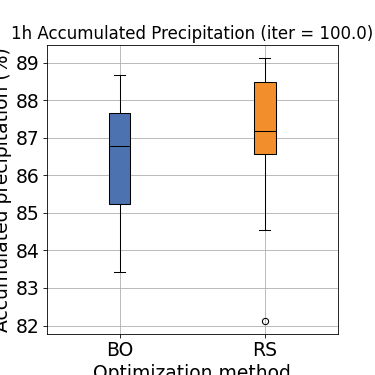 1h Accumulated Precipitation (iter = 100.0)
Accumulated precipitation (%)
89
88
87
86
85
84
83
82
BO RS
Optimization method